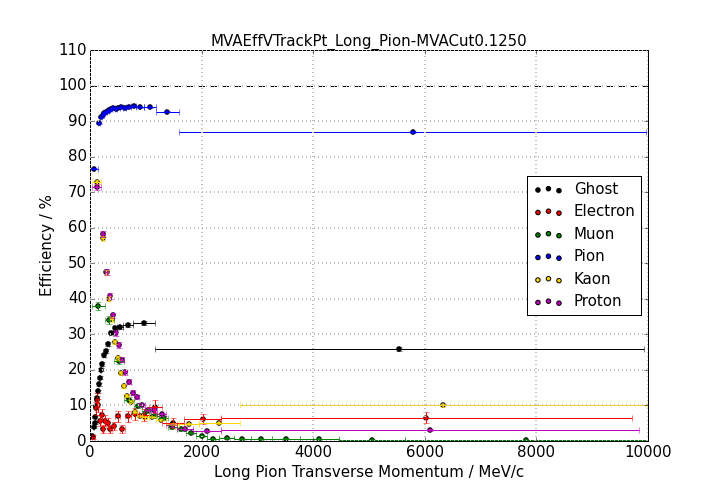 MVAEffVTrackPt_Long_Pion-MVACut0.1250
110
100
90
80
70
60
50
40
30
20
10
0
Efficiency / %
Ghost
Electron
Muon
Pion
Kaon
Proton
0
2000
4000
6000
8000
10000
Long Pion Transverse Momentum / MeV/c